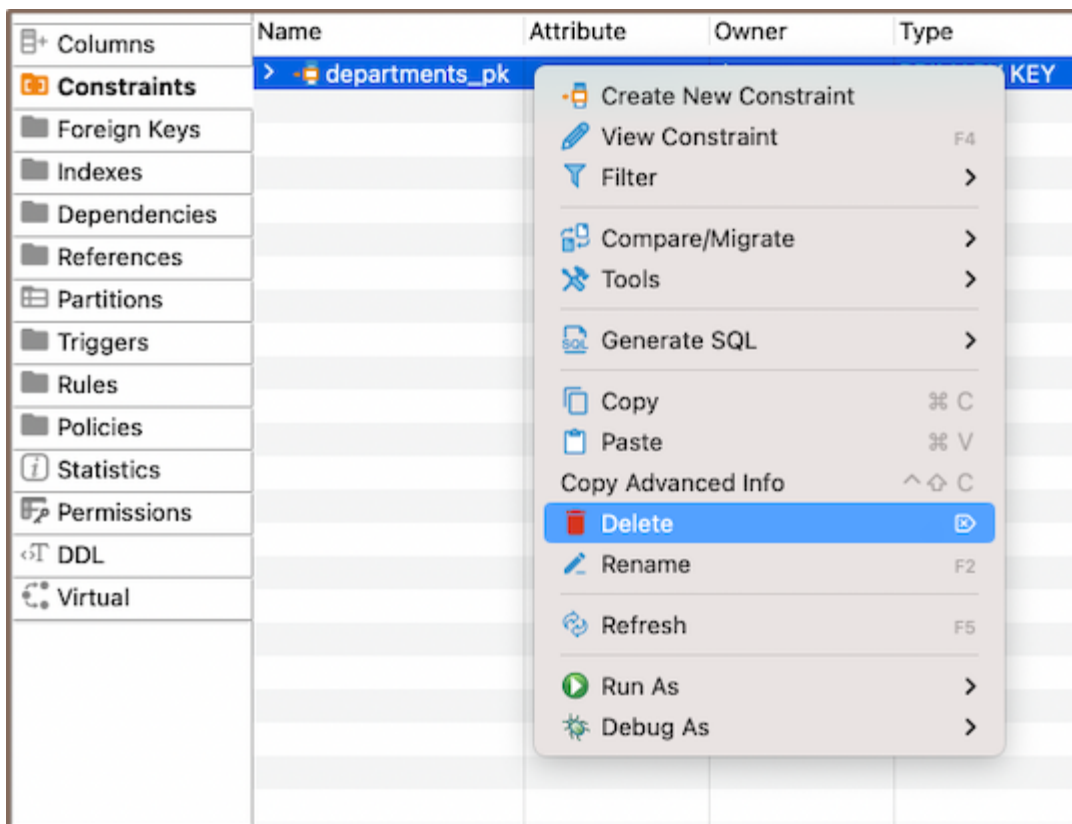 Name Attribute Owner Type
Columns
Constraints
Foreign Keys
Indexes
Dependencies
References
Partitions
Triggers
Rules
Policies
Statistics
Permissions
DDL
Virtual
departments_pk KEY
Create New Constraint
View Constraint F4
Filter
Compare/Migrate
Tools
Generate SQL
Copy ⌘ C
Paste ⌘ V
Copy Advanced Info ^⇧ C
Delete ⌦
Rename F2
Refresh F5
Run As
Debug As